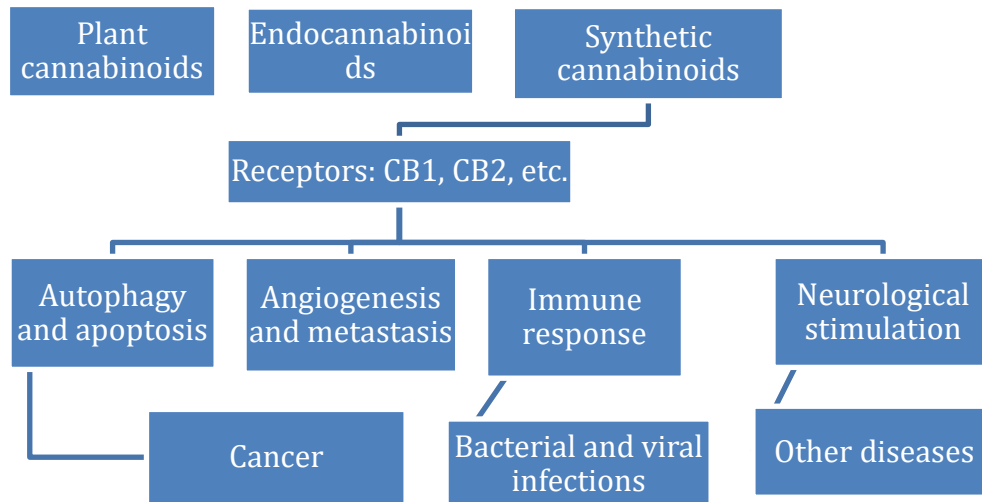 Plant
cannabinoids
Endocannabinoi
ds
Synthetic
cannabinoids
Receptors: CB1, CB2, etc.
Autophagy
and apoptosis
Angiogenesis
and metastasis
Immune
response
Neurological
stimulation
Cancer
Bacterial and viral
infections
Other diseases